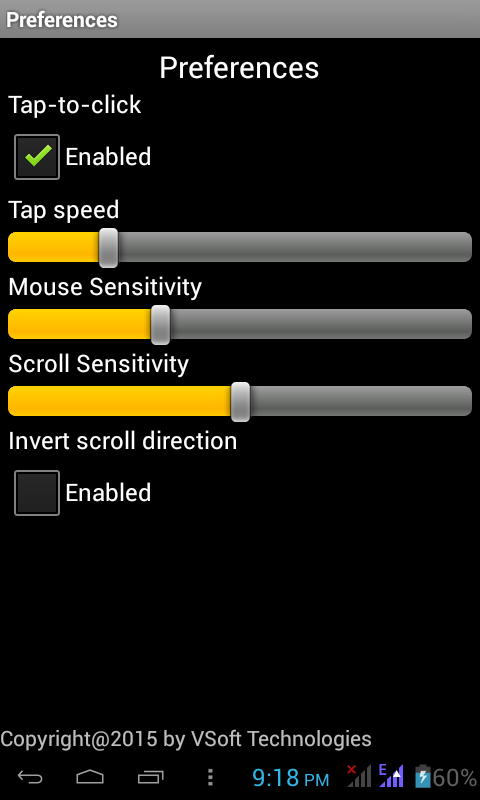 Preferences
Preferences
Tap-to-click
Enabled
Tap speed
Mouse Sensitivity
Scroll Sensitivity
Invert scroll direction
Enabled
Copyright@2015 by VSoft Technologies
9:18 PM E 60%